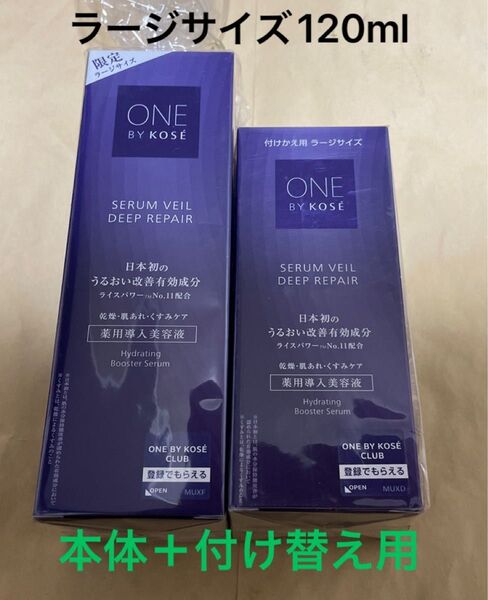 ラージサイズ120ml
限定
ラージサイズ
ONE
BY KOSÉ
SERUM VEIL
DEEP REPAIR
日本初の
うるおい改善有効成分
ライスパワーTM No.11配合
乾燥・肌あれ・くすみケア
薬用導入美容液
Hydrating
Booster Serum
ONE BY KOSÉ
CLUB
登録でもらえる
OPEN
MUXF
付けかえ用 ラージサイズ
ONE
BY KOSÉ
SERUM VEIL
DEEP REPAIR
日本初の
うるおい改善有効成分
ライスパワーTM No.11配合
乾燥・肌あれ・くすみケア
薬用導入美容液
Hydrating
Booster Serum
ONE BY KOSÉ
CLUB
登録でもらえる
OPEN
MUXD
本体＋付け替え用